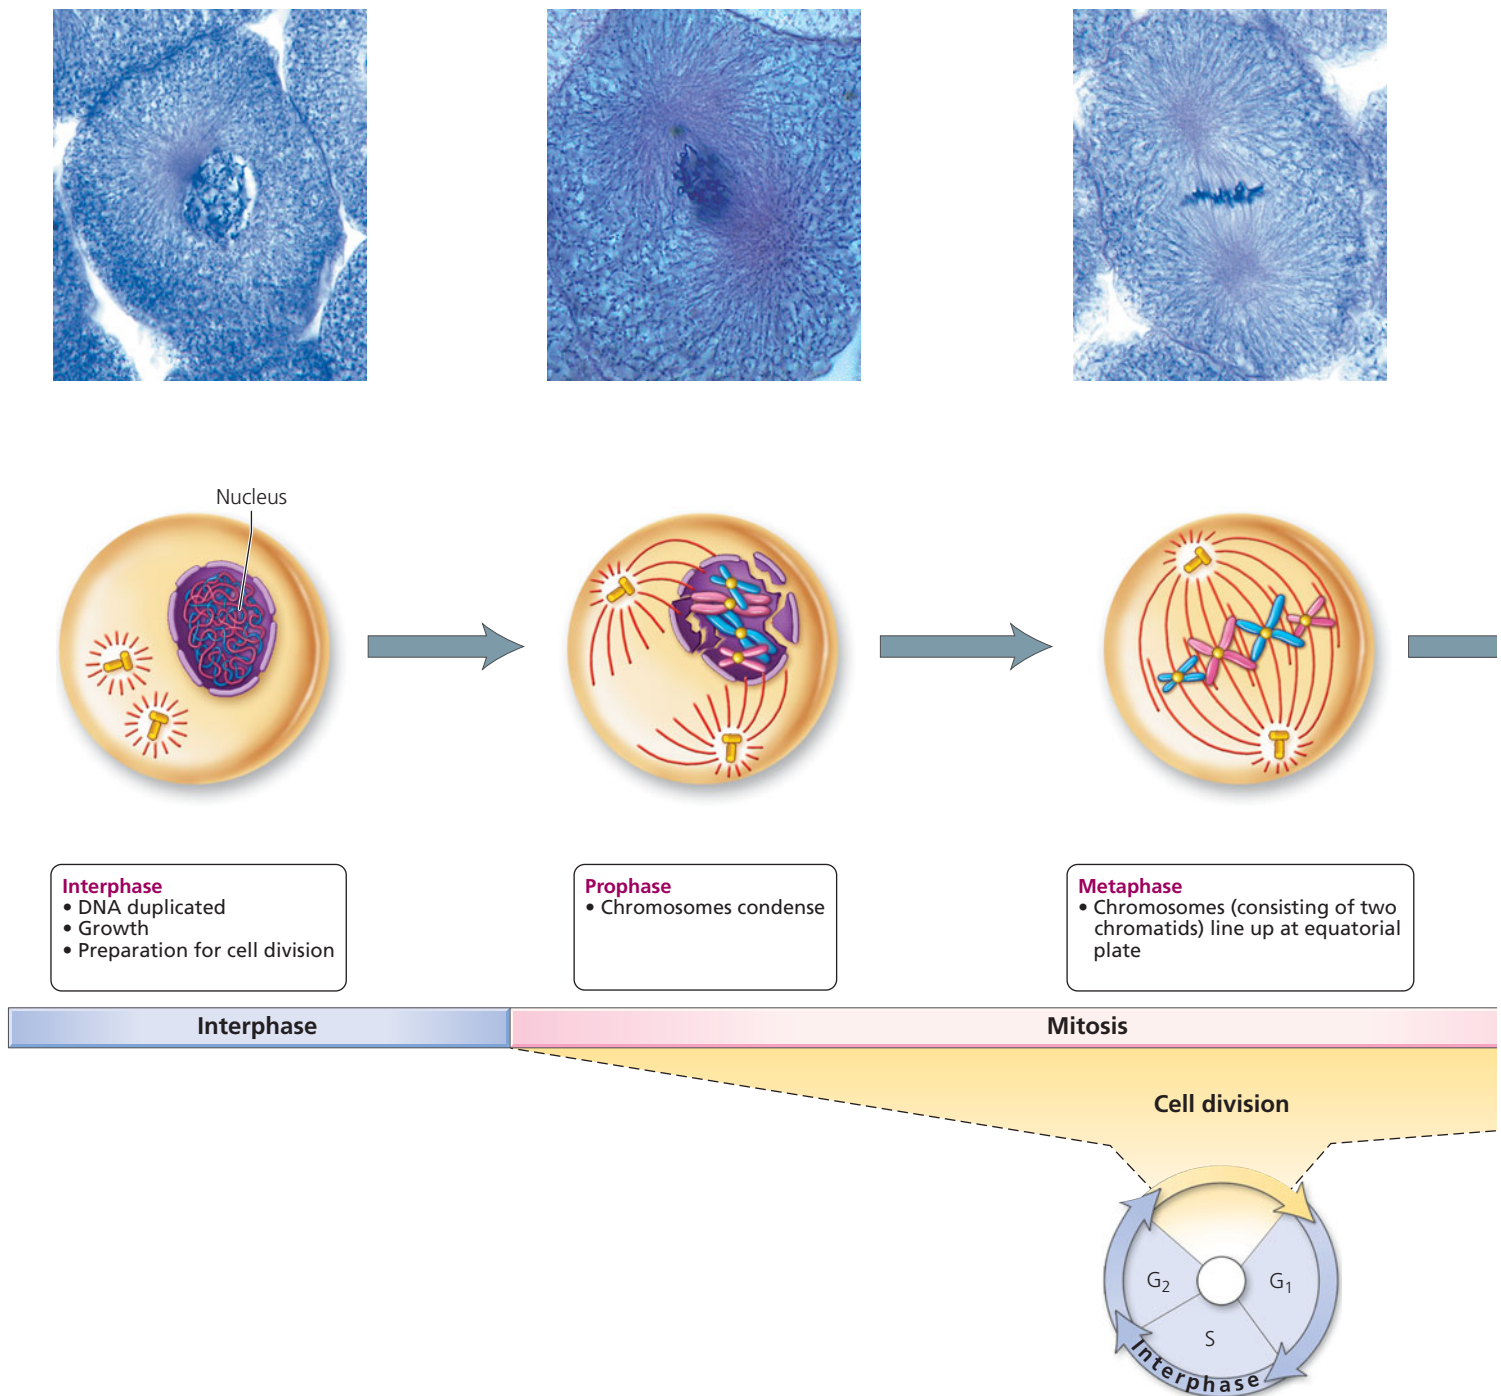 Nucleus
Interphase
• DNA duplicated
• Growth
• Preparation for cell division
Prophase
• Chromosomes condense
Metaphase
• Chromosomes (consisting of two
chromatids) line up at equatorial
plate
Interphase
Mitosis
Cell division
G₂
G₁
S
Interphase